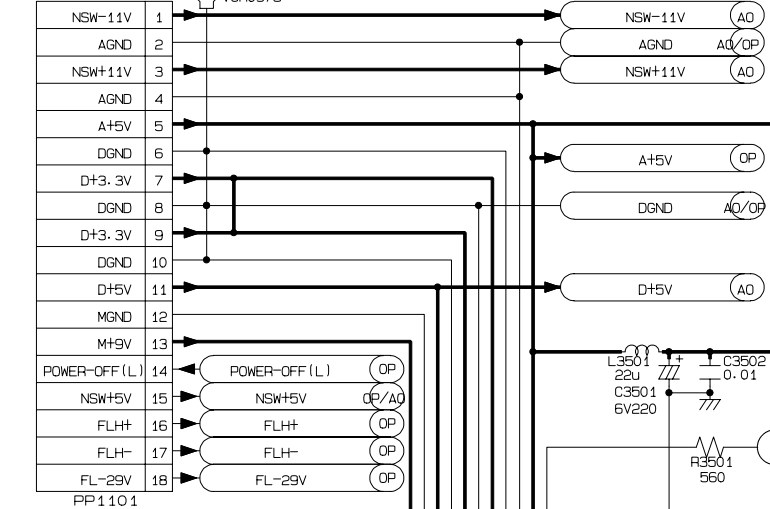 NSW-11V 1 NSW-11V AO
AGND 2 AGND AO/OP
NSW+11V 3 NSW+11V AO
AGND 4
A+5V 5
DGND 6
A+5V OP
D+3.3V 7
DGND 8 DGND AO/OP
D+3.3V 9
DGND 10
D+5V 11 D+5V AO
MGND 12
M+9V 13
POWER-OFF(L) 14 POWER-OFF(L) OP
NSW+5V 15 NSW+5V OP/AO
FLH+ 16 FLH+ OP
FLH- 17 FLH- OP
FL-29V 18 FL-29V OP
PP1101
L3501
22u
+
C3501
6V220
C3502
0.01
R3501
560